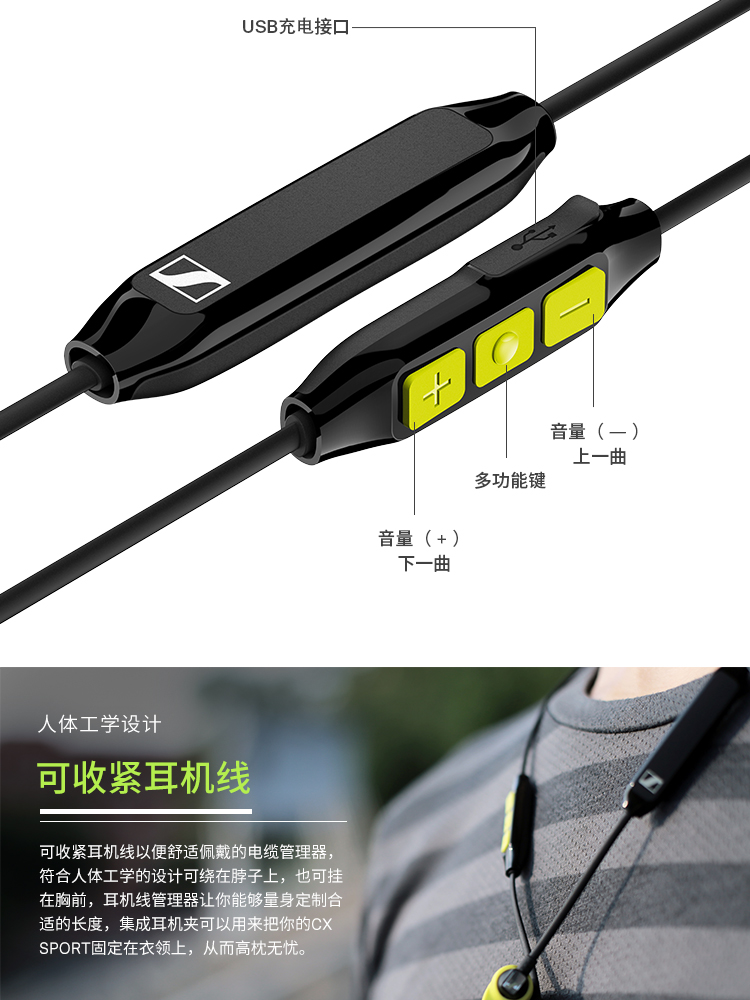 USB充电接口
音量（—）
上一曲
多功能键
音量（+）
下一曲
人体工学设计
可收紧耳机线
可收紧耳机线以便舒适佩戴的电缆管理器，
符合人体工学的设计可绕在脖子上，也可挂
在胸前，耳机线管理器让你能够量身定制合
适的长度，集成耳机夹可以用来把你的CX
SPORT固定在衣领上，从而高枕无忧。